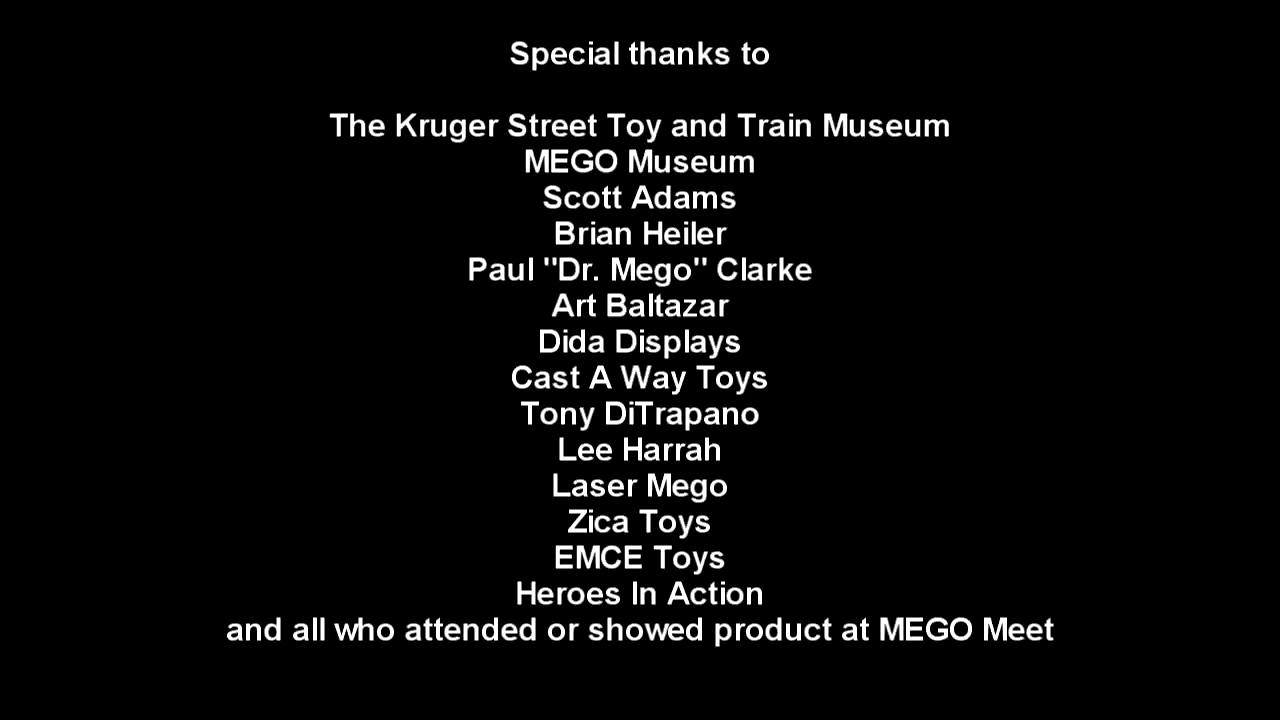 Special thanks to
The Kruger Street Toy and Train Museum
MEGO Museum
Scott Adams
Brian Heiler
Paul "Dr. Mego" Clarke
Art Baltazar
Dida Displays
Cast A Way Toys
Tony DiTrapano
Lee Harrah
Laser Mego
Zica Toys
EMCE Toys
Heroes In Action
and all who attended or showed product at MEGO Meet